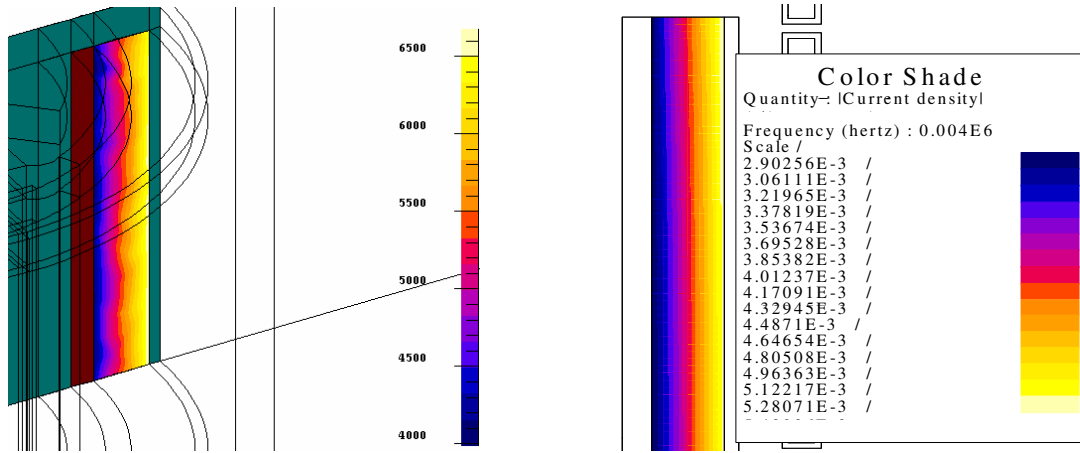 6500
6000
5500
5000
4500
4000
Color Shade
Quantity : |Current density|
Frequency (hertz) : 0.004E6
Scale /
2.90256E-3 /
3.06111E-3 /
3.21965E-3 /
3.37819E-3 /
3.53674E-3 /
3.69528E-3 /
3.85382E-3 /
4.01237E-3 /
4.17091E-3 /
4.32945E-3 /
4.4871E-3 /
4.64654E-3 /
4.80508E-3 /
4.96363E-3 /
5.12217E-3 /
5.28071E-3 /